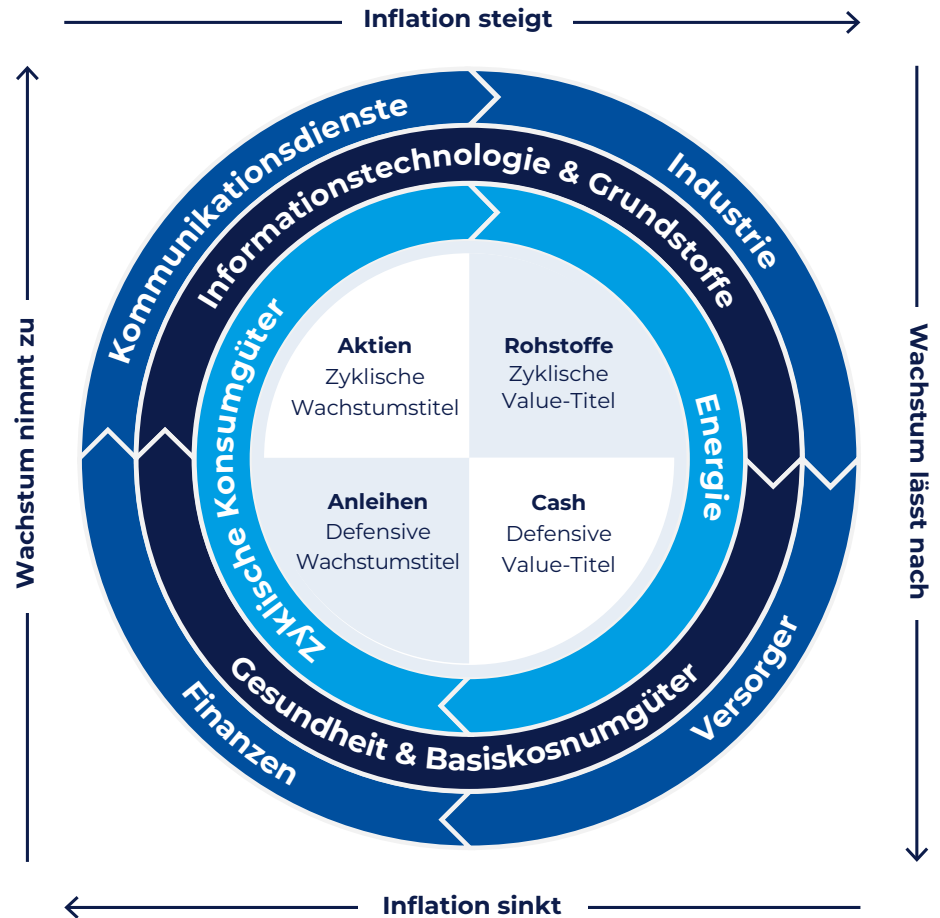 Inflation steigt
Kommunikationsdienste
Industrie
Informationstechnologie & Grundstoffe
Zyklische Konsumgüter
Energie
Aktien
Zyklische
Wachstumstitel
Rohstoffe
Zyklische
Value-Titel
Wachstum nimmt zu
Wachstum lässt nach
Anleihen
Defensive
Wachstumstitel
Cash
Defensive
Value-Titel
Gesundheit & Basiskosnumgüter
Finanzen
Versorger
Inflation sinkt